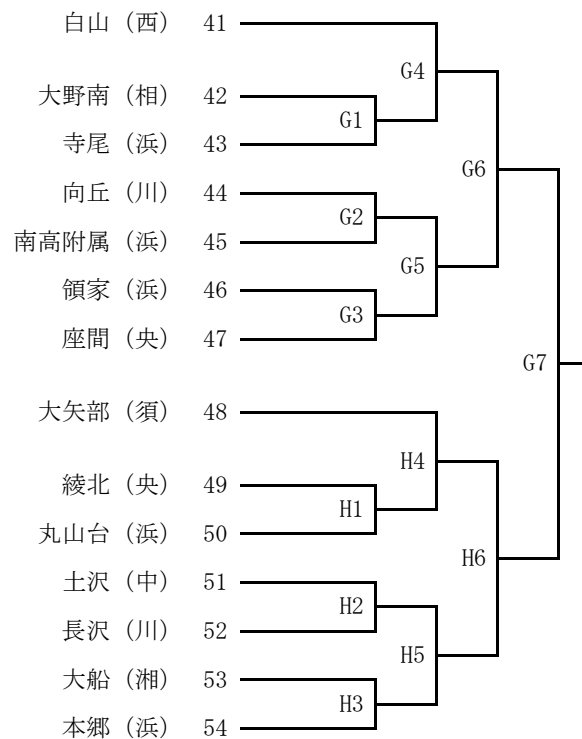 白山（西） 41
G4
大野南（相） 42
G1
寺尾（浜） 43
G6
向丘（川） 44
G2
南高附属（浜） 45
G5
領家（浜） 46
G3
座間（央） 47
G7
大矢部（須） 48
H4
綾北（央） 49
H1
丸山台（浜） 50
H6
土沢（中） 51
H2
長沢（川） 52
H5
大船（湘） 53
H3
本郷（浜） 54